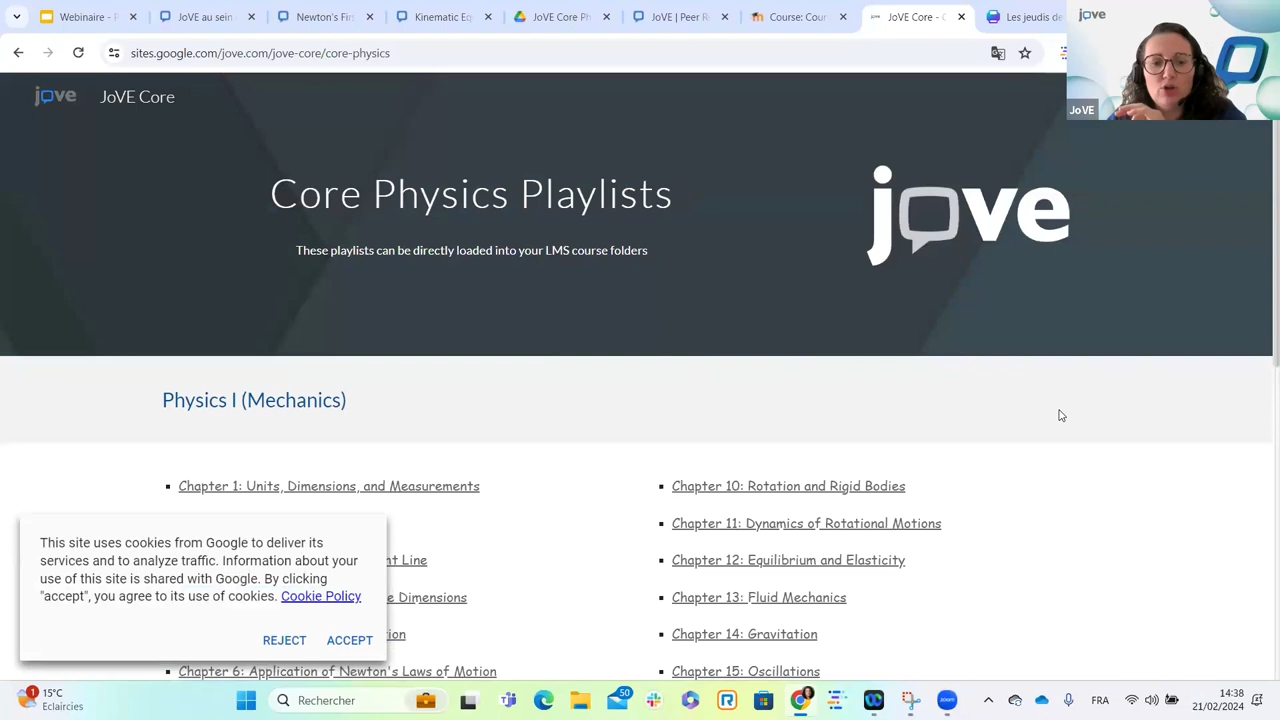 Webinaire - P
JoVE au sein
Newton's Firs
Kinematic Eq
JoVE Core Ph
JoVE | Peer R
Course: Cour
JoVE Core - C
Les jeudis de
sites.google.com/jove.com/jove-core/core-physics
jove
JoVE
jove
JoVE Core
Core Physics Playlists
These playlists can be directly loaded into your LMS course folders
jove
Physics I (Mechanics)
Chapter 1: Units, Dimensions, and Measurements
nt Line
e Dimensions
ion
Chapter 6: Application of Newton's Laws of Motion
Chapter 10: Rotation and Rigid Bodies
Chapter 11: Dynamics of Rotational Motions
Chapter 12: Equilibrium and Elasticity
Chapter 13: Fluid Mechanics
Chapter 14: Gravitation
Chapter 15: Oscillations
This site uses cookies from Google to deliver its
services and to analyze traffic. Information about your
use of this site is shared with Google. By clicking
"accept", you agree to its use of cookies. Cookie Policy
REJECT ACCEPT
1
15°C
Eclaircies
Rechercher
50
zoom
FRA
14:38
21/02/2024